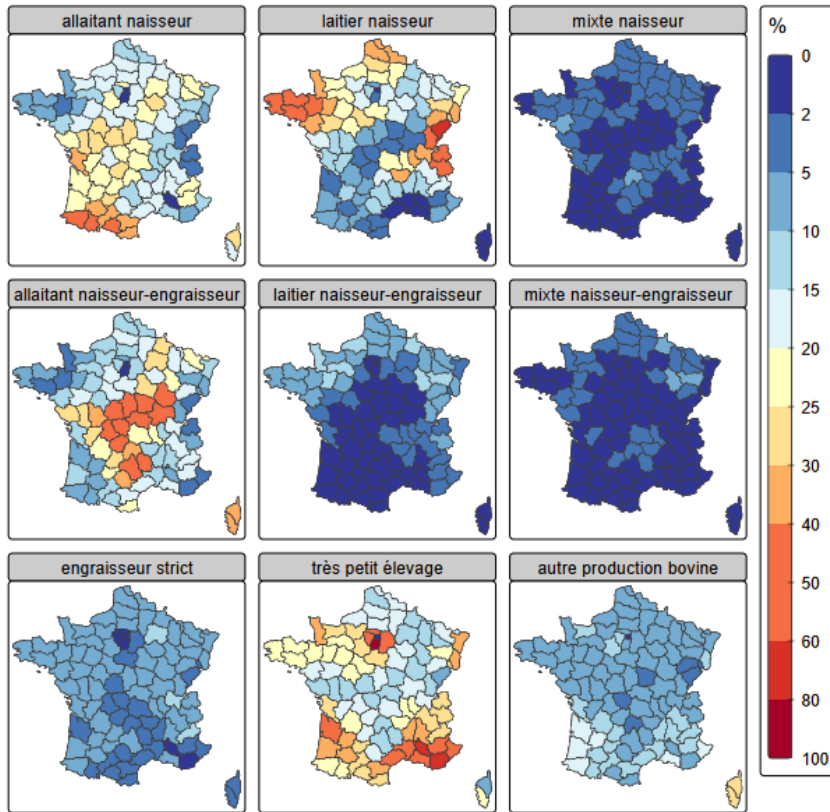 allaitant naisseur
laitier naisseur
mixte naisseur
%
0
2
5
10
15
20
25
30
40
50
60
80
100
allaitant naisseur-engraisseur
laitier naisseur-engraisseur
mixte naisseur-engraisseur
engraisseur strict
très petit élevage
autre production bovine